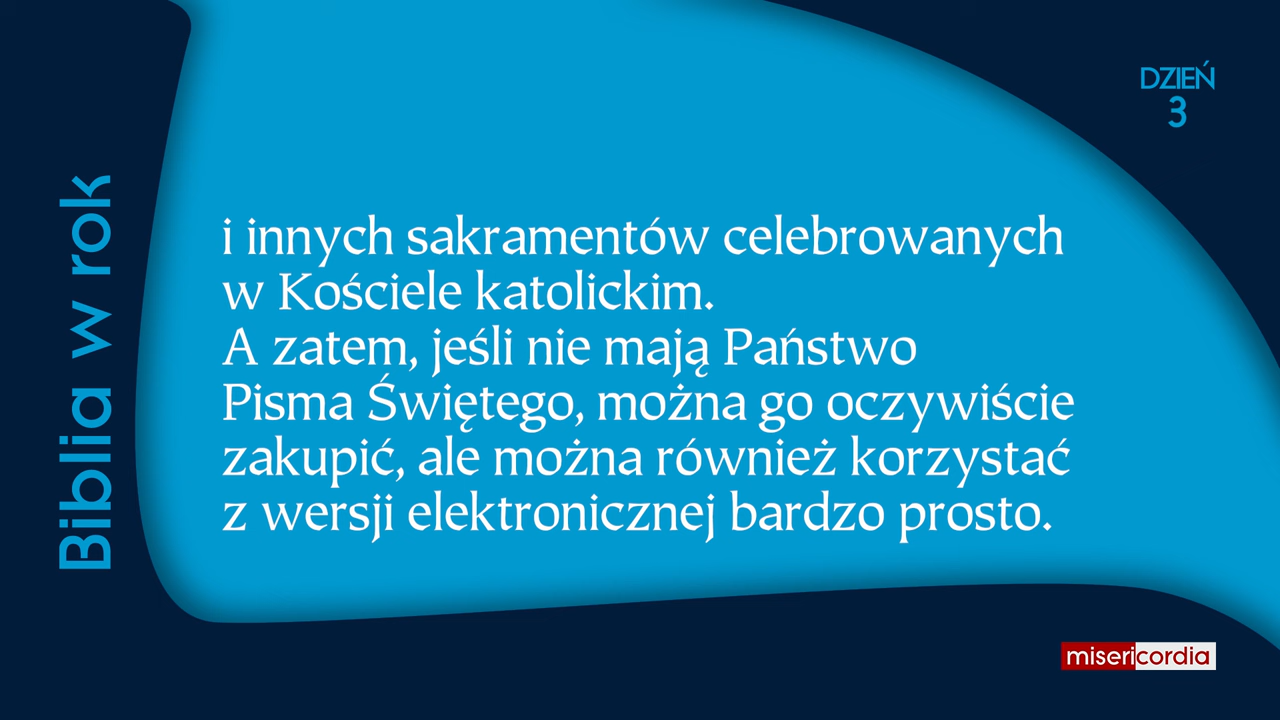 DZIEŃ
3
Biblia w rok
i innych sakramentów celebrowanych
w Kościele katolickim.
A zatem, jeśli nie mają Państwo
Pisma Świętego, można go oczywiście
zakupić, ale można również korzystać
z wersji elektronicznej bardzo prosto.
misericordia